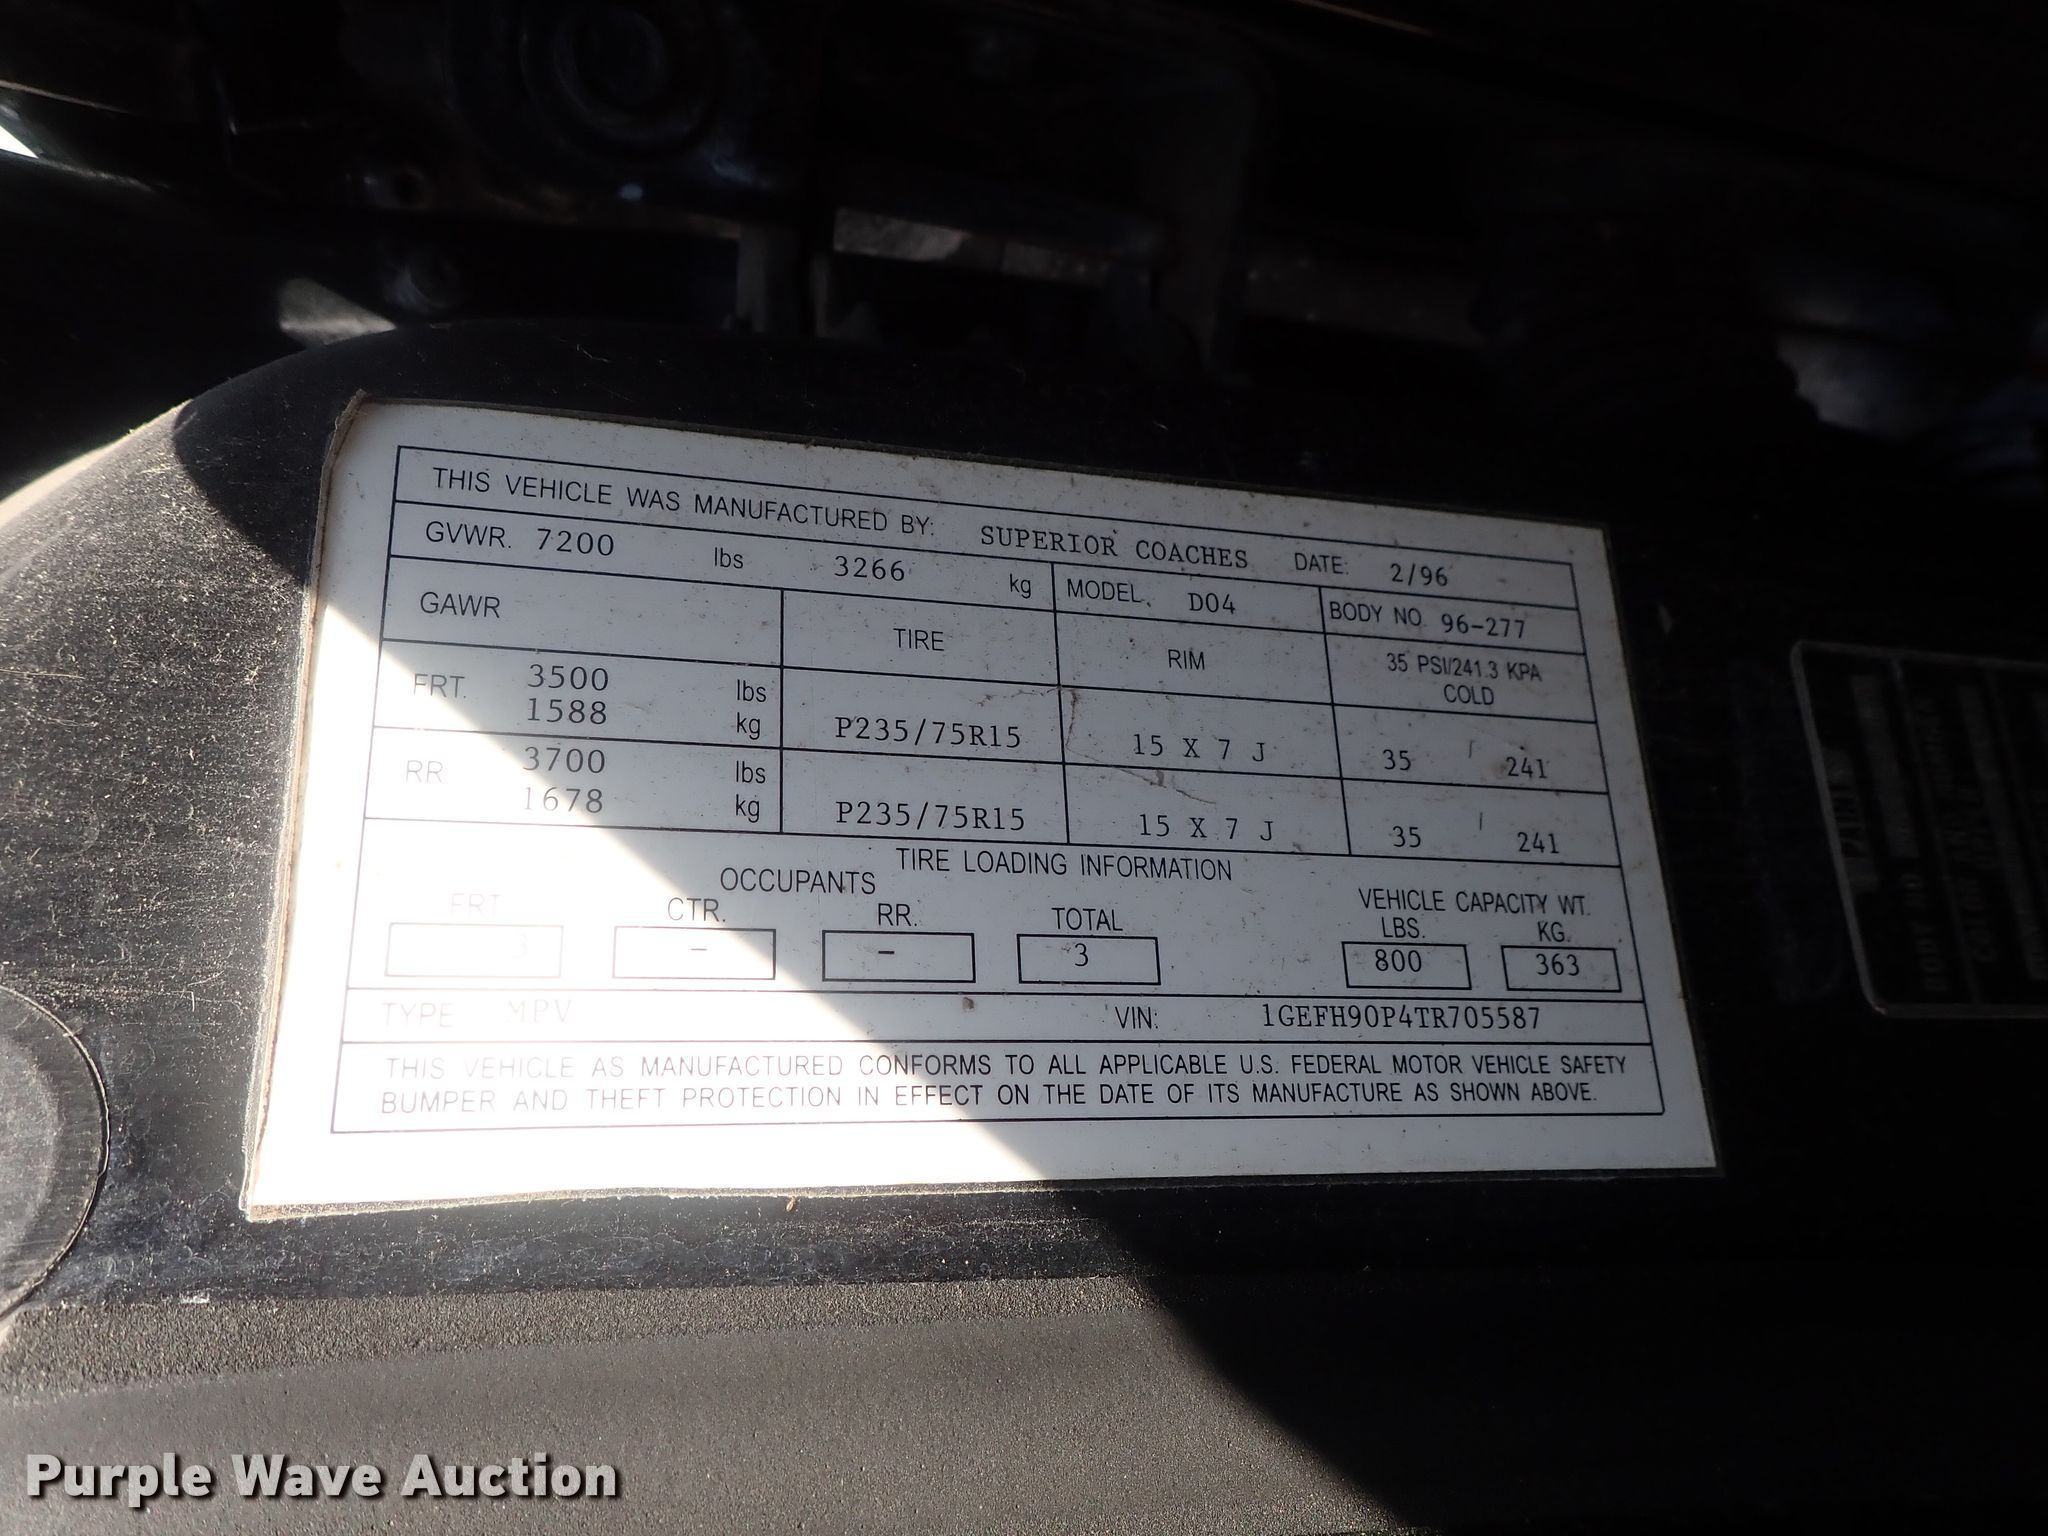 THIS VEHICLE WAS MANUFACTURED BY: SUPERIOR COACHES DATE: 2/96
GVWR. 7200 lbs 3266 kg MODEL. D04 BODY NO. 96-277
GAWR TIRE RIM 35 PSI/241.3 KPA
COLD
FRT. 3500 lbs
1588 kg P235/75R15 15 X 7 J 35 / 241
RR 3700 lbs
1678 kg P235/75R15 15 X 7 J 35 / 241
TIRE LOADING INFORMATION
OCCUPANTS VEHICLE CAPACITY WT.
FRT CTR. RR. TOTAL LBS. KG.
3 - - 3 800 363
TYPE MPV VIN: 1GEFH90P4TR705587
THIS VEHICLE AS MANUFACTURED CONFORMS TO ALL APPLICABLE U.S. FEDERAL MOTOR VEHICLE SAFETY
BUMPER AND THEFT PROTECTION IN EFFECT ON THE DATE OF ITS MANUFACTURE AS SHOWN ABOVE.
BODY NO
Purple Wave Auction